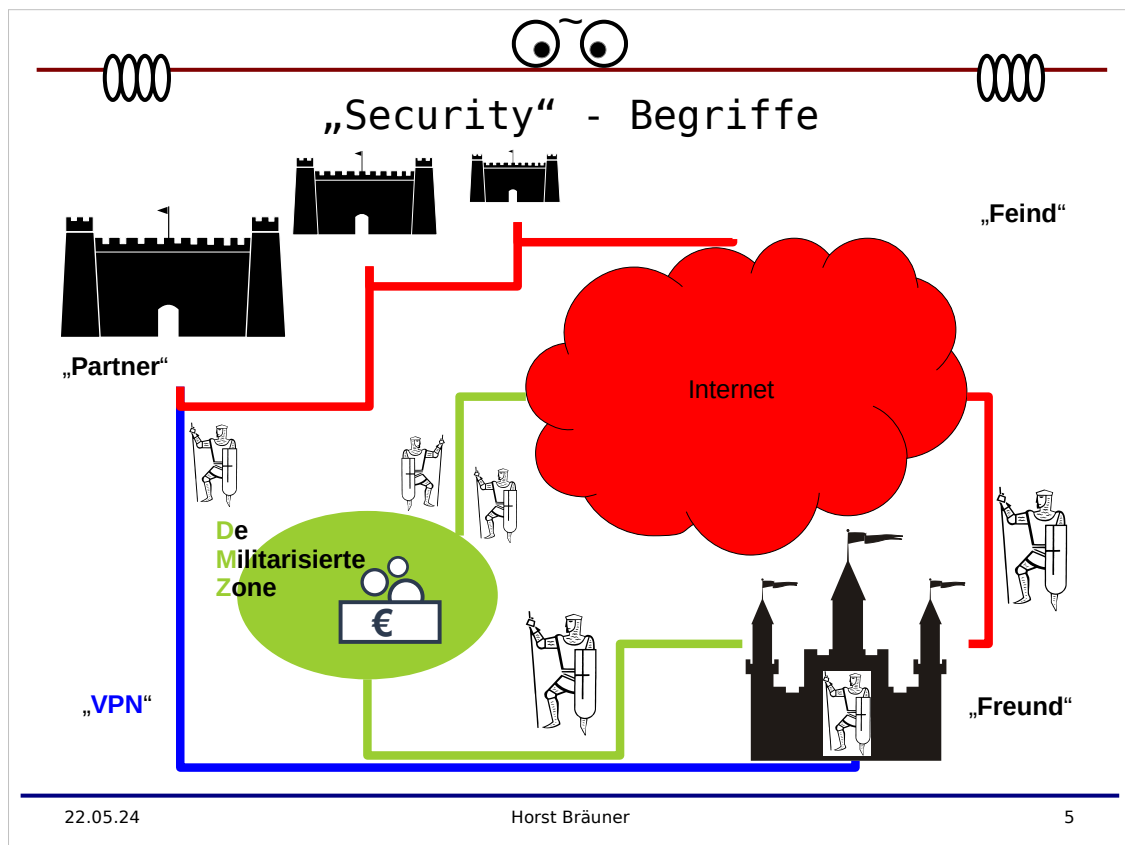 „Security“ - Begriffe
„Feind“
„Partner“
Internet
De
Militarisierte
Zone
€
„VPN“
„Freund“
22.05.24
Horst Bräuner
5